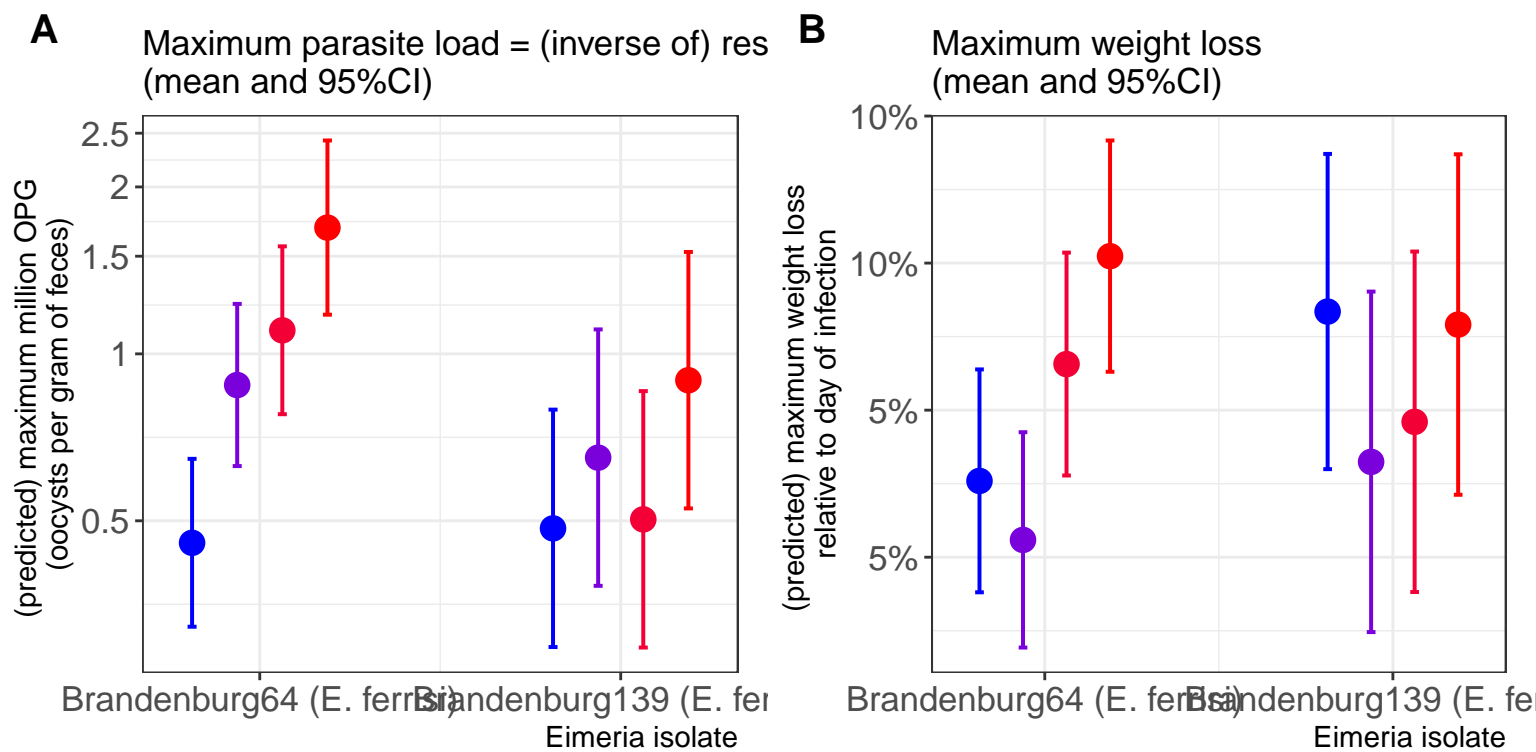 A
Maximum parasite load = (inverse of) res
(mean and 95%CI)
(predicted) maximum million OPG
(oocysts per gram of feces)
2.5
2
1.5
1
0.5
Brandenburg64 (E. ferrisi)
Brandenburg139 (E. fer
Eimeria isolate
B
Maximum weight loss
(mean and 95%CI)
(predicted) maximum weight loss
relative to day of infection
10%
10%
5%
5%
Brandenburg64 (E. ferrisi)
Brandenburg139 (E. fer
Eimeria isolate